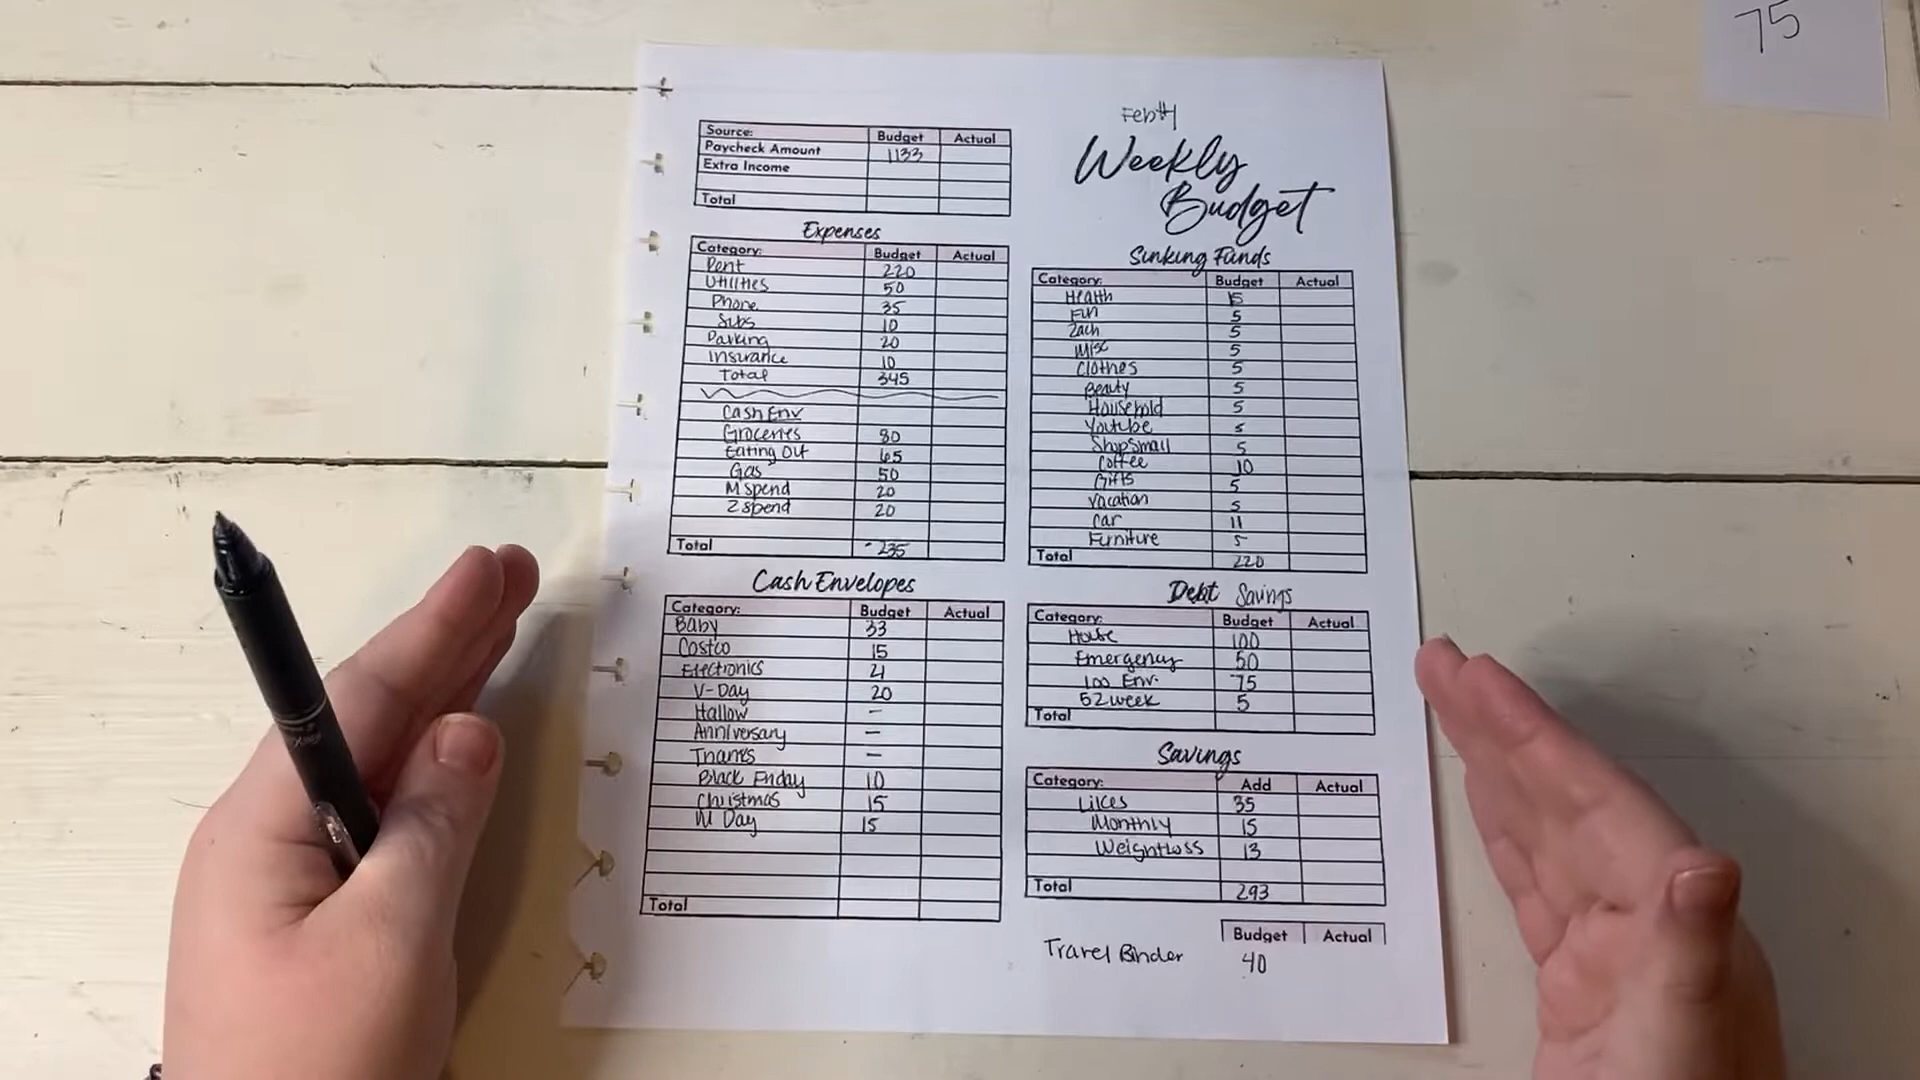 75
Feb #1
Weekly
Budget
Source: Budget Actual
Paycheck Amount 1133
Extra Income
Total
Expenses
Category: Budget Actual
Rent 220
Utilities 50
Phone 35
Subs 10
Parking 20
Insurance 10
Total 345
Cash Env
Groceries 80
Eating Out 65
Gas 50
M spend 20
Z spend 20
Total 235
Cash Envelopes
Category: Budget Actual
Baby 33
Costco 15
Electronics 21
V-Day 20
Hallow –
Anniversary –
Thanks –
Black Friday 10
Christmas 15
M Day 15
Total
Sinking Funds
Category: Budget Actual
Health 15
Fun 5
Zach 5
Misc 5
Clothes 5
Beauty 5
Household 5
Youtube 5
Shop Small 5
Coffee 10
Gifts 5
Vacation 5
Car 11
Furniture 5
Total 220
Debt Savings
Category: Budget Actual
House 100
Emergency 50
100 Env. 75
52 week 5
Total
Savings
Category: Add Actual
Likes 35
Monthly 15
Weightloss 13
Total 293
Budget Actual
Travel Binder 40